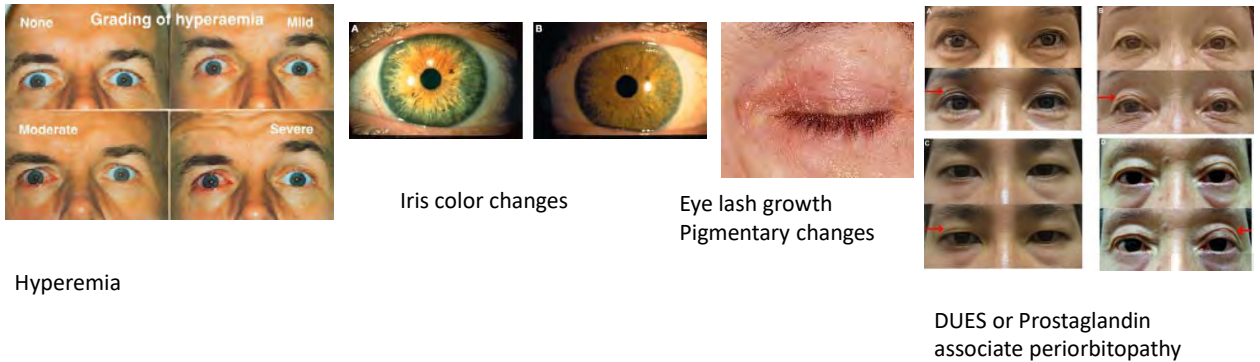 Grading of hyperaemia
None
Mild
Moderate
Severe
Hyperemia
A
B
Iris color changes
Eye lash growth
Pigmentary changes
A
B
C
D
DUES or Prostaglandin
associate periorbitopathy